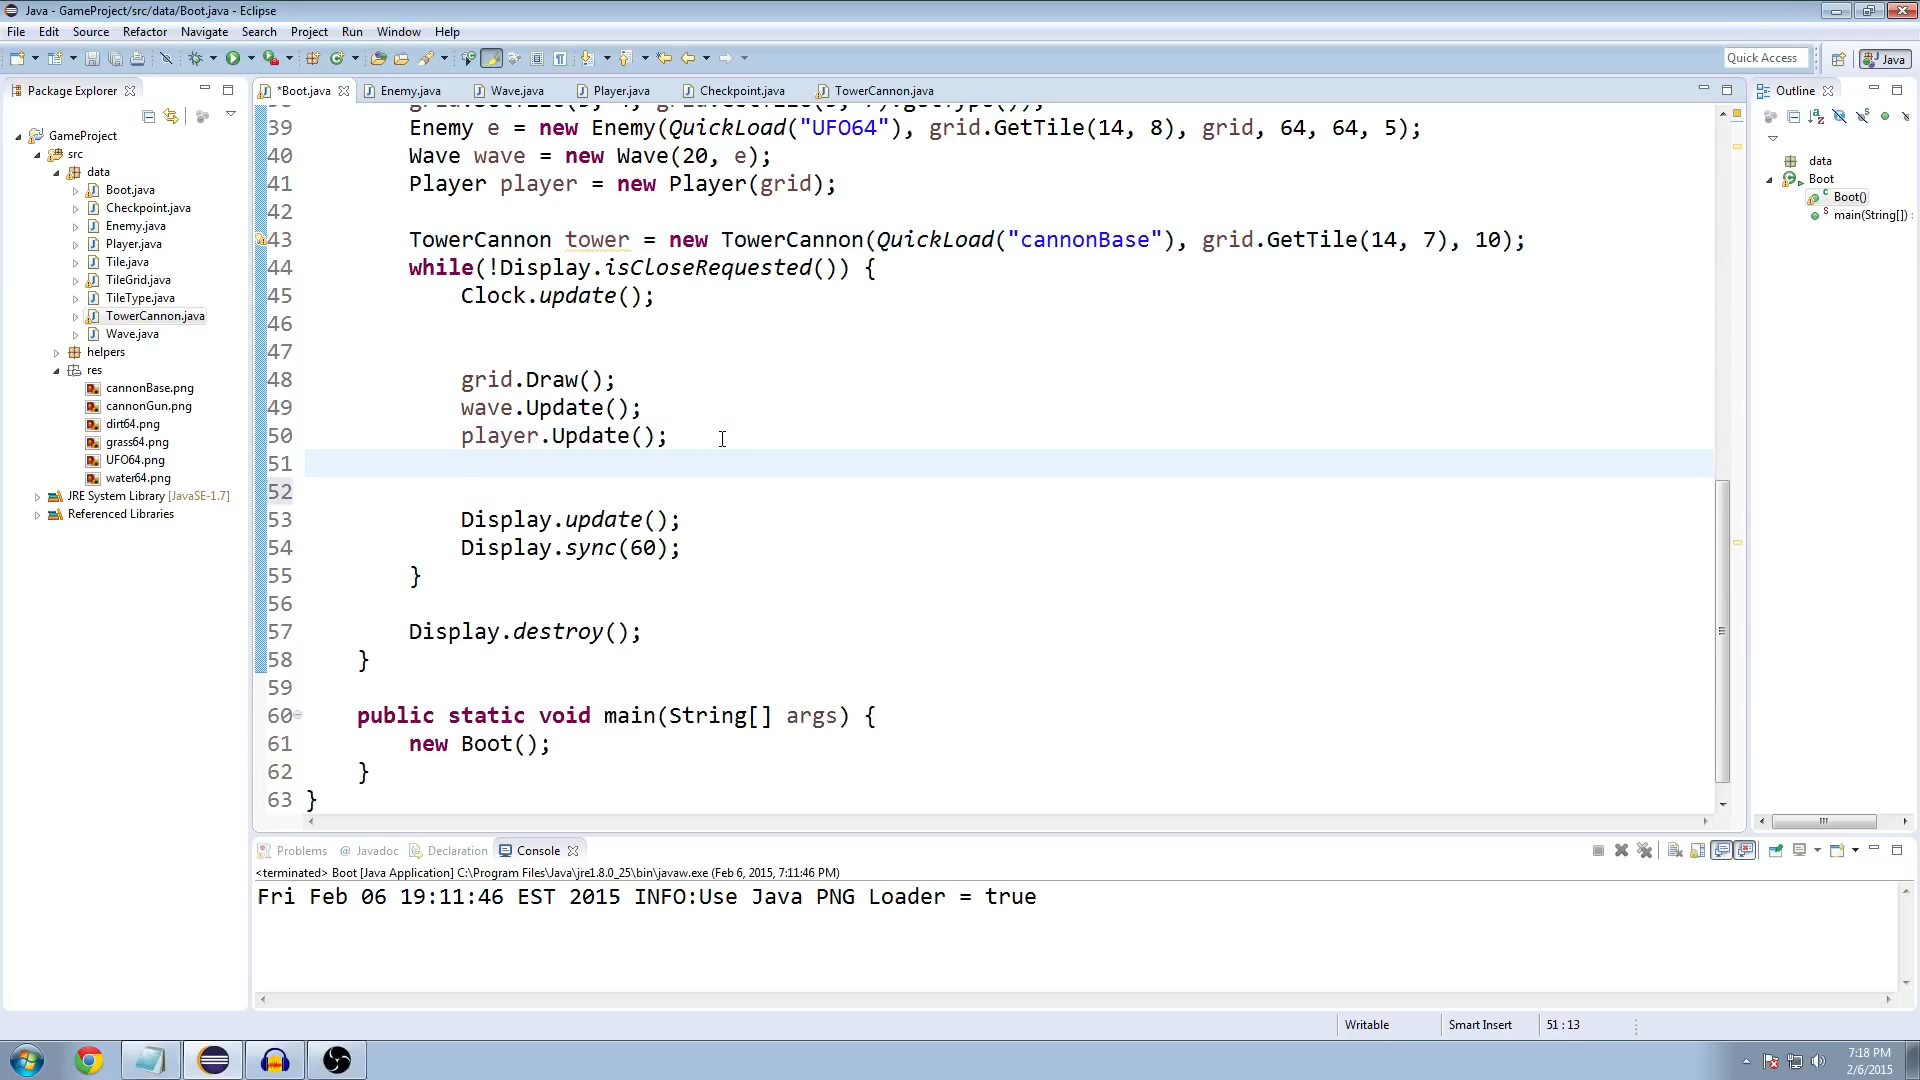 Java - GameProject/src/data/Boot.java - Eclipse
File Edit Source Refactor Navigate Search Project Run Window Help
Quick Access
Java
Package Explorer
*Boot.java
Enemy.java
Wave.java
Player.java
Checkpoint.java
TowerCannon.java
Outline
GameProject
src
data
Boot.java
Checkpoint.java
Enemy.java
Player.java
Tile.java
TileGrid.java
TileType.java
TowerCannon.java
Wave.java
helpers
res
cannonBase.png
cannonGun.png
dirt64.png
grass64.png
UFO64.png
water64.png
JRE System Library [JavaSE-1.7]
Referenced Libraries
39 Enemy e = new Enemy(QuickLoad("UFO64"), grid.GetTile(14, 8), grid, 64, 64, 5);
40 Wave wave = new Wave(20, e);
41 Player player = new Player(grid);
42
43 TowerCannon tower = new TowerCannon(QuickLoad("cannonBase"), grid.GetTile(14, 7), 10);
44 while(!Display.isCloseRequested()) {
45 Clock.update();
46
47
48 grid.Draw();
49 wave.Update();
50 player.Update();
51
52
53 Display.update();
54 Display.sync(60);
55 }
56
57 Display.destroy();
58 }
59
60 public static void main(String[] args) {
61 new Boot();
62 }
63 }
data
Boot
Boot()
main(String[]) :
Problems @ Javadoc Declaration Console
<terminated> Boot [Java Application] C:\Program Files\Java\jre1.8.0_25\bin\javaw.exe (Feb 6, 2015, 7:11:46 PM)
Fri Feb 06 19:11:46 EST 2015 INFO:Use Java PNG Loader = true
Writable
Smart Insert
51 : 13
7:18 PM
2/6/2015